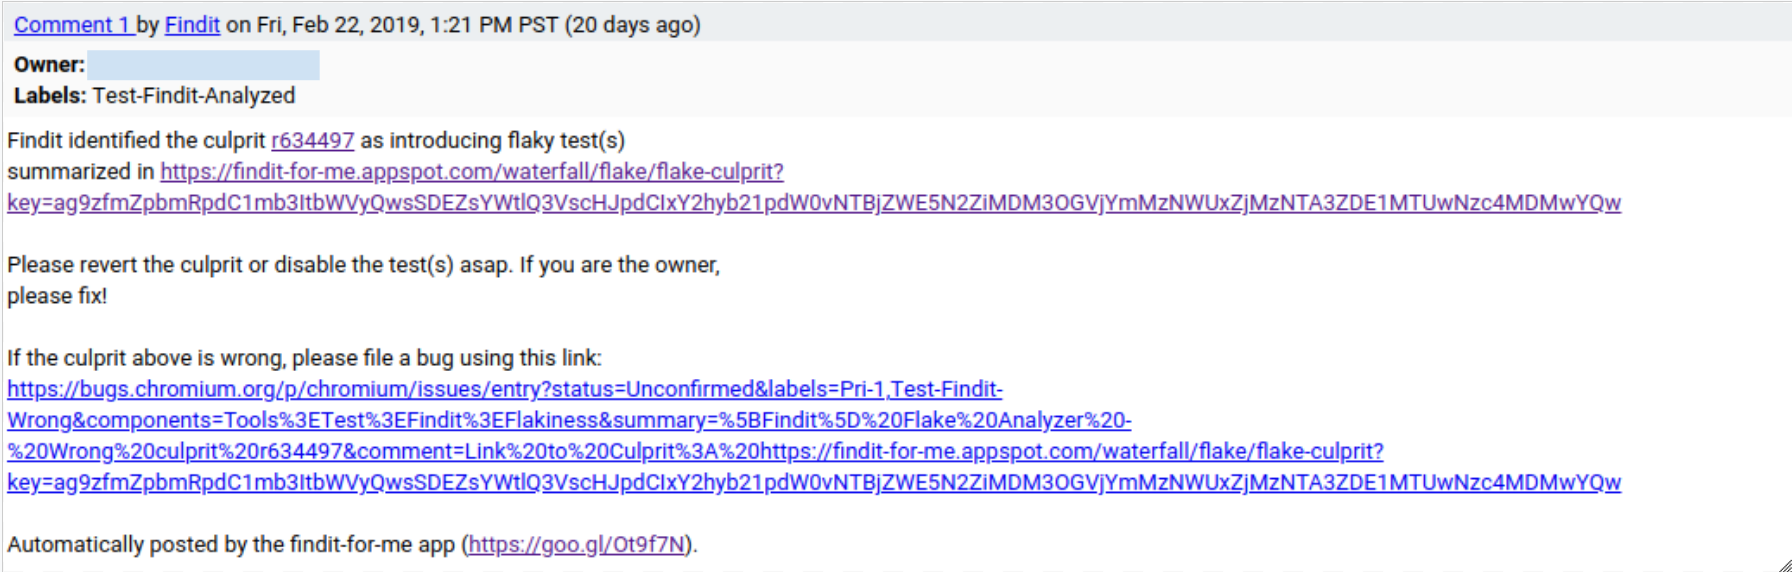 Comment 1 by Findit on Fri, Feb 22, 2019, 1:21 PM PST (20 days ago)
Owner:
Labels: Test-Findit-Analyzed
Findit identified the culprit r634497 as introducing flaky test(s)
summarized in https://findit-for-me.appspot.com/waterfall/flake/flake-culprit?
key=ag9zfmZpbmRpdC1mb3ItbWVyQwsSDEZsYWtlQ3VscHJpdCIxY2hyb21pdW0vNTBjZWE5N2ZiMDM3OGVjYmMzNWUxZjMzNTA3ZDE1MTUwNzc4MDMwYQw
Please revert the culprit or disable the test(s) asap. If you are the owner,
please fix!
If the culprit above is wrong, please file a bug using this link:
https://bugs.chromium.org/p/chromium/issues/entry?status=Unconfirmed&labels=Pri-1,Test-Findit-
Wrong&components=Tools%3ETest%3EFindit%3EFlakiness&summary=%5BFindit%5D%20Flake%20Analyzer%20-
%20Wrong%20culprit%20r634497&comment=Link%20to%20Culprit%3A%20https://findit-for-me.appspot.com/waterfall/flake/flake-culprit?
key=ag9zfmZpbmRpdC1mb3ItbWVyQwsSDEZsYWtlQ3VscHJpdCIxY2hyb21pdW0vNTBjZWE5N2ZiMDM3OGVjYmMzNWUxZjMzNTA3ZDE1MTUwNzc4MDMwYQw
Automatically posted by the findit-for-me app (https://goo.gl/Ot9f7N).